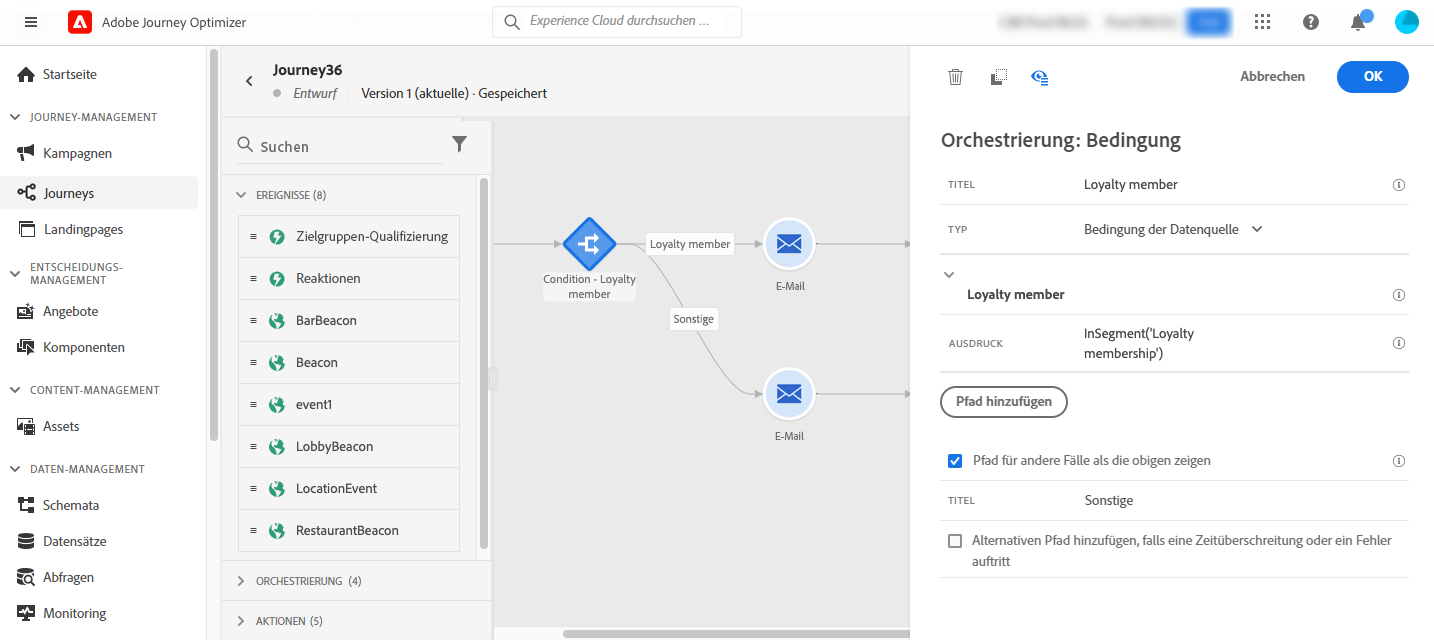 Adobe Journey Optimizer
Experience Cloud durchsuchen ...
Startseite
JOURNEY-MANAGEMENT
Kampagnen
Journeys
Landingpages
ENTSCHEIDUNGS-
MANAGEMENT
Angebote
Komponenten
CONTENT-MANAGEMENT
Assets
DATEN-MANAGEMENT
Schemata
Datensätze
Abfragen
Monitoring
Journey36
Entwurf
Version 1 (aktuelle) · Gespeichert
Suchen
EREIGNISSE (8)
Zielgruppen-Qualifizierung
Reaktionen
BarBeacon
Beacon
event1
LobbyBeacon
LocationEvent
RestaurantBeacon
ORCHESTRIERUNG (4)
AKTIONEN (5)
Condition - Loyalty
member
Loyalty member
Sonstige
E-Mail
E-Mail
Abbrechen
OK
Orchestrierung: Bedingung
TITEL
Loyalty member
TYP
Bedingung der Datenquelle
Loyalty member
AUSDRUCK
InSegment('Loyalty
membership')
Pfad hinzufügen
Pfad für andere Fälle als die obigen zeigen
TITEL
Sonstige
Alternativen Pfad hinzufügen, falls eine Zeitüberschreitung oder ein Fehler
auftritt